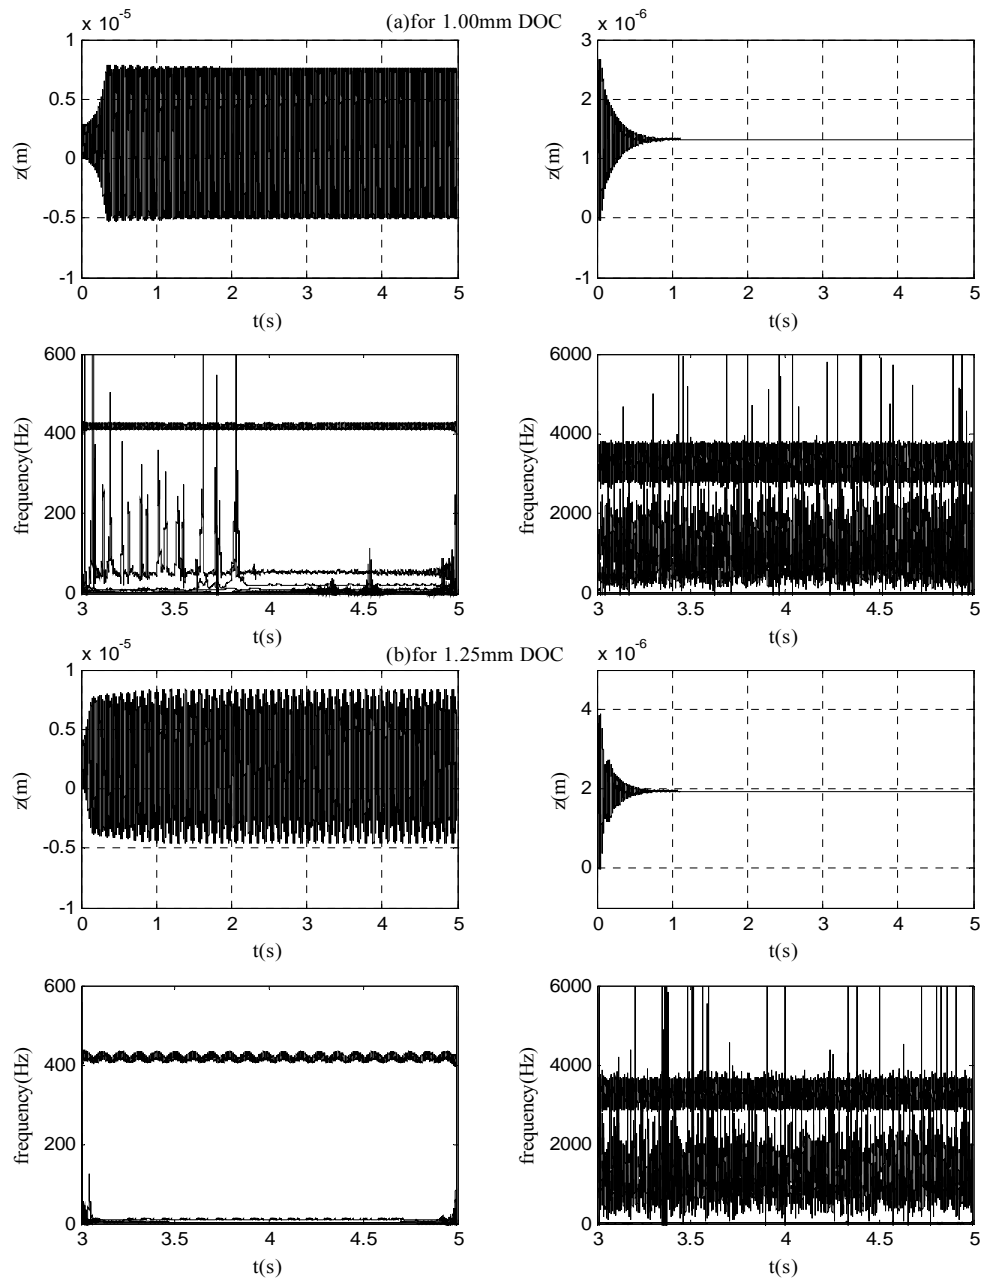 (a)for 1.00mm DOC
x 10^-5
1
0.5
0
-0.5
-1
z(m)
0 1 2 3 4 5
t(s)
x 10^-6
3
2
1
0
-1
z(m)
0 1 2 3 4 5
t(s)
600
400
200
0
frequency(Hz)
3 3.5 4 4.5 5
t(s)
6000
4000
2000
0
frequency(Hz)
3 3.5 4 4.5 5
t(s)
(b)for 1.25mm DOC
x 10^-5
1
0.5
0
-0.5
-1
z(m)
0 1 2 3 4 5
t(s)
x 10^-6
4
2
0
z(m)
0 1 2 3 4 5
t(s)
600
400
200
0
frequency(Hz)
3 3.5 4 4.5 5
t(s)
6000
4000
2000
0
frequency(Hz)
3 3.5 4 4.5 5
t(s)